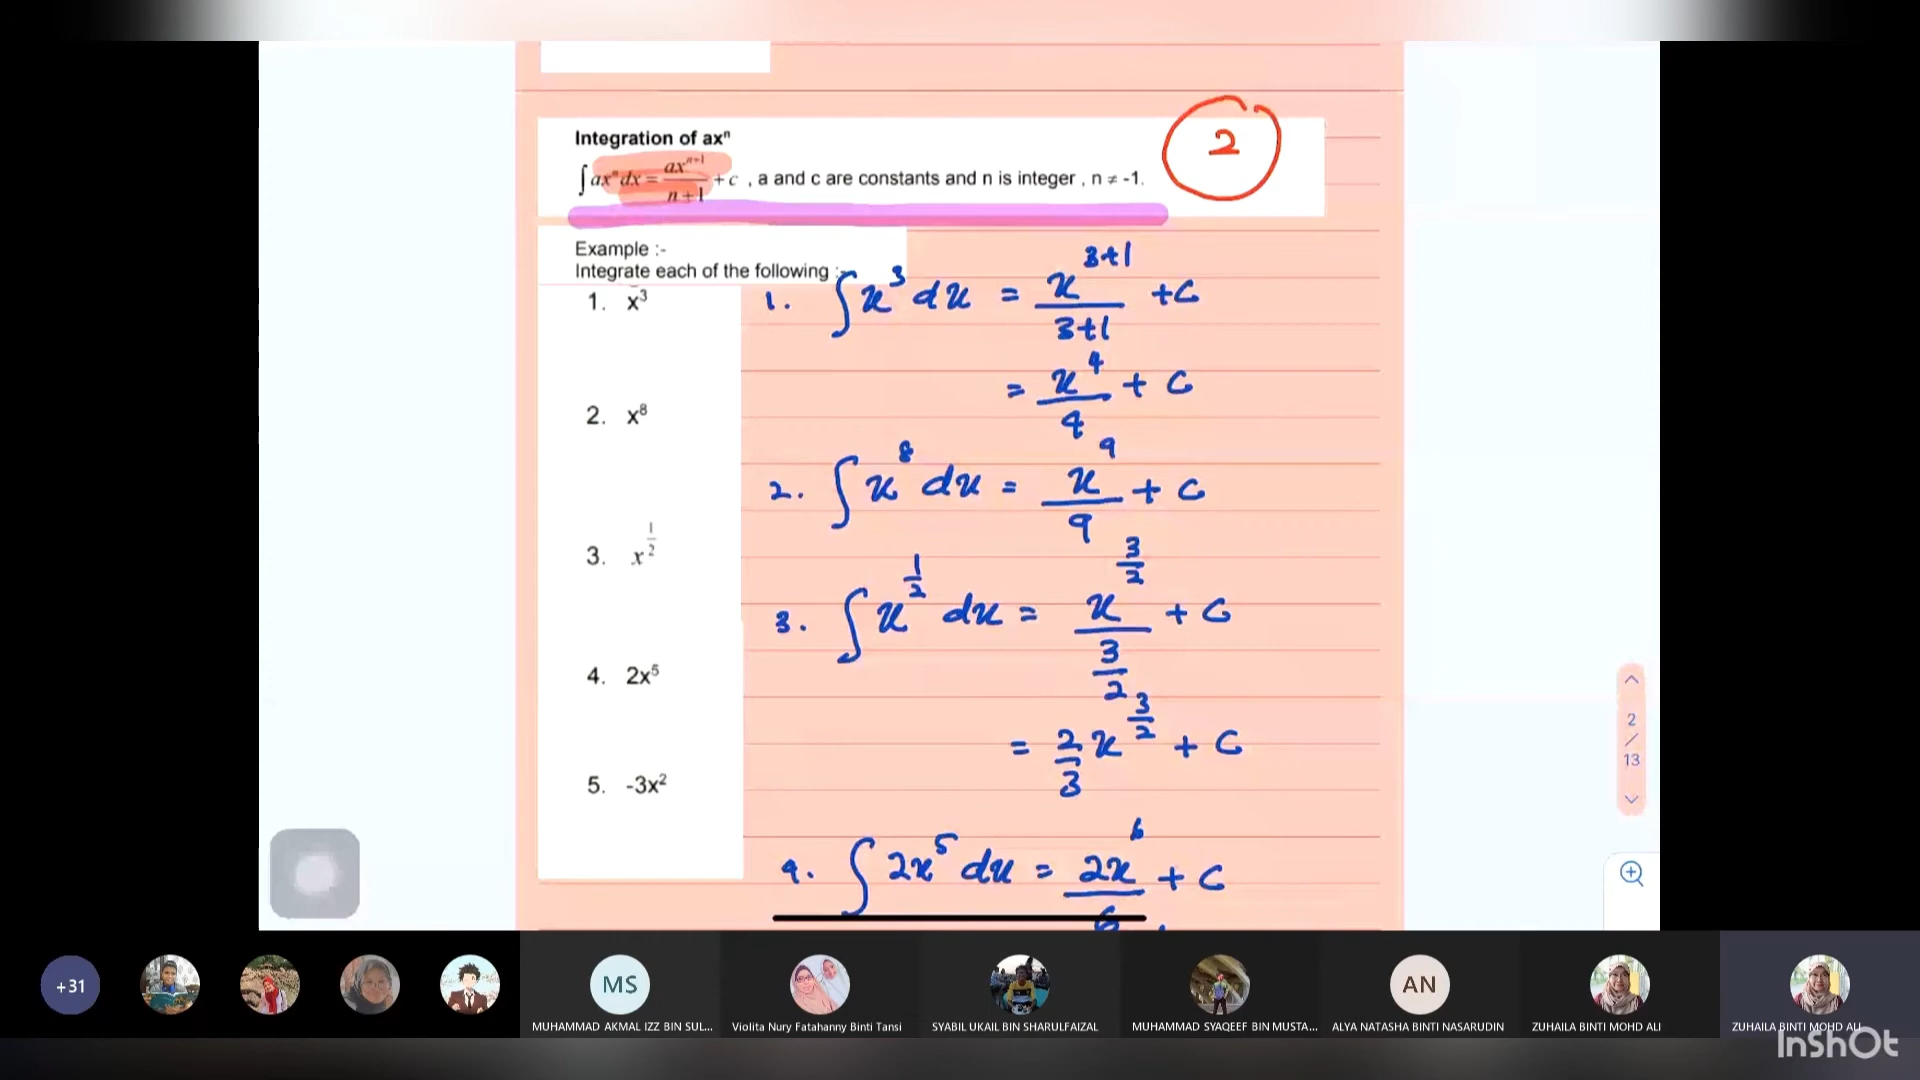 Integration of axⁿ
2
∫ axⁿ dx = axⁿ⁺¹/n+1 + c , a and c are constants and n is integer , n ≠ -1.
Example :-
Integrate each of the following :-
1. x³
1. ∫ x³ dx = x³⁺¹/3+1 + c
= x⁴/4 + c
2. x⁸
2. ∫ x⁸ dx = x⁹/9 + c
3. x^(1/2)
3. ∫ x^(1/2) dx = x^(3/2)/(3/2) + c
= 2/3 x^(3/2) + c
4. 2x⁵
5. -3x²
4. ∫ 2x⁵ dx = 2x⁶/6 + c
2
/
13
+31
MS
AN
MUHAMMAD AKMAL IZZ BIN SUL...
Violita Nury Fatahanny Binti Tansi
SYABIL UKAIL BIN SHARULFAIZAL
MUHAMMAD SYAQEEF BIN MUSTA...
ALYA NATASHA BINTI NASARUDIN
ZUHAILA BINTI MOHD ALI
ZUHAILA BINTI MOHD ALI
InShOt